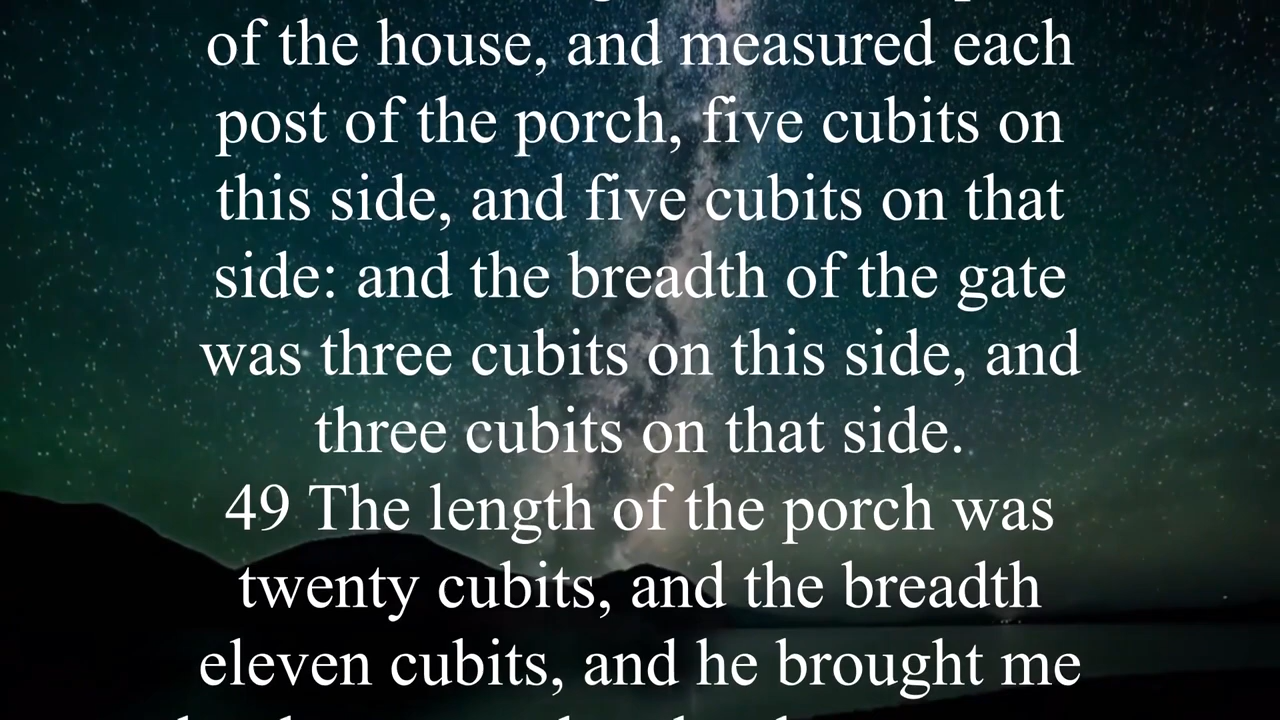 of the house, and measured each
post of the porch, five cubits on
this side, and five cubits on that
side: and the breadth of the gate
was three cubits on this side, and
three cubits on that side.
49 The length of the porch was
twenty cubits, and the breadth
eleven cubits, and he brought me